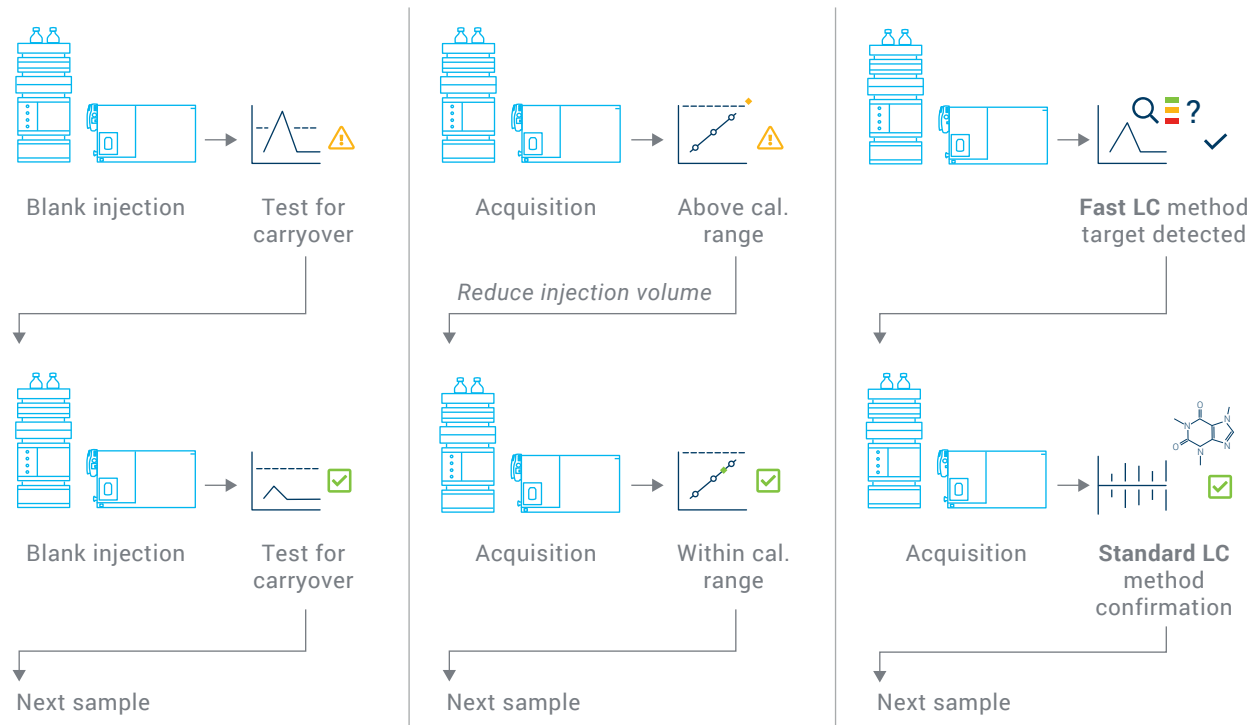 Blank injection
Test for
carryover
Blank injection
Test for
carryover
Next sample
Acquisition
Above cal.
range
Reduce injection volume
Acquisition
Within cal.
range
Next sample
?
Fast LC method
target detected
O
N
N
O
N
N
Acquisition
Standard LC
method
confirmation
Next sample